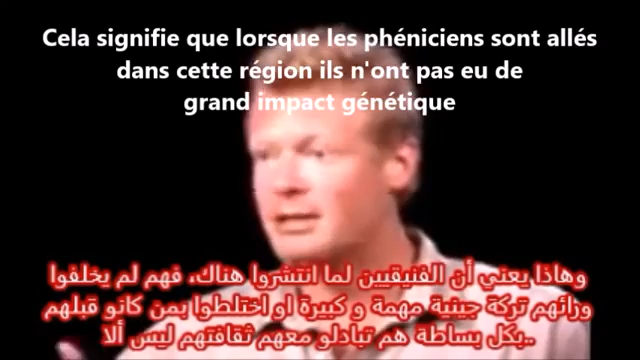 Cela signifie que lorsque les phéniciens sont allés
dans cette région ils n'ont pas eu de
grand impact génétique
وهاذا يعني أن الفنيقيين لما انتشروا هناك، فهم لم يخلفوا
ورائهم تركة جينية مهمة و كبيرة او اختلطوا بمن كانو قبلهم
بكل بساطة هم تبادلو معهم ثقافتهم ليس ألا..